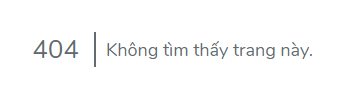 404 Không tìm thấy trang này.